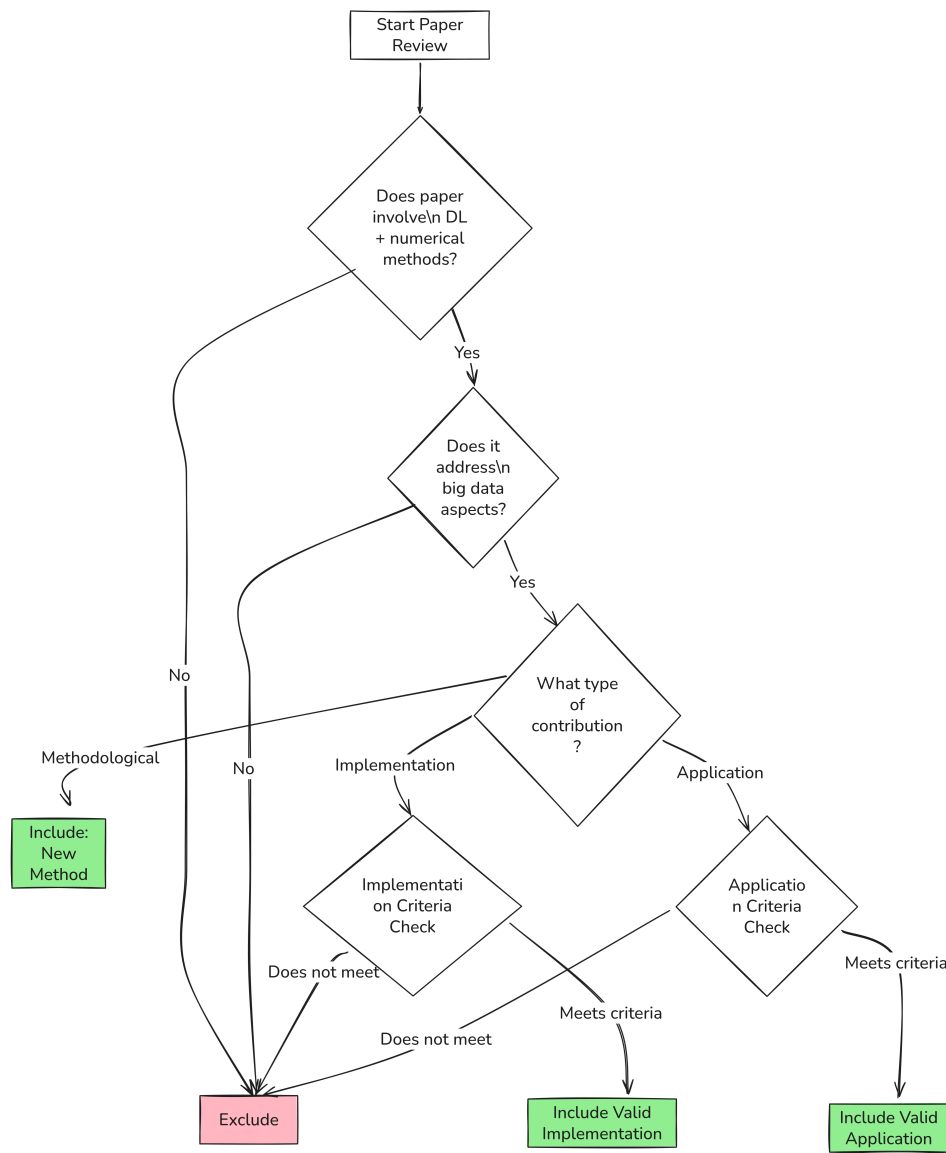 Start Paper
Review
Does paper
involve\n DL
+ numerical
methods?
Yes
Does it
address\n
big data
aspects?
Yes
No
What type
of
contribution
?
Methodological
Implementation
Application
No
Include:
New
Method
Implementati
on Criteria
Check
Applicatio
n Criteria
Check
Does not meet
Meets criteria
Meets criteria
Does not meet
Exclude
Include Valid
Implementation
Include Valid
Application